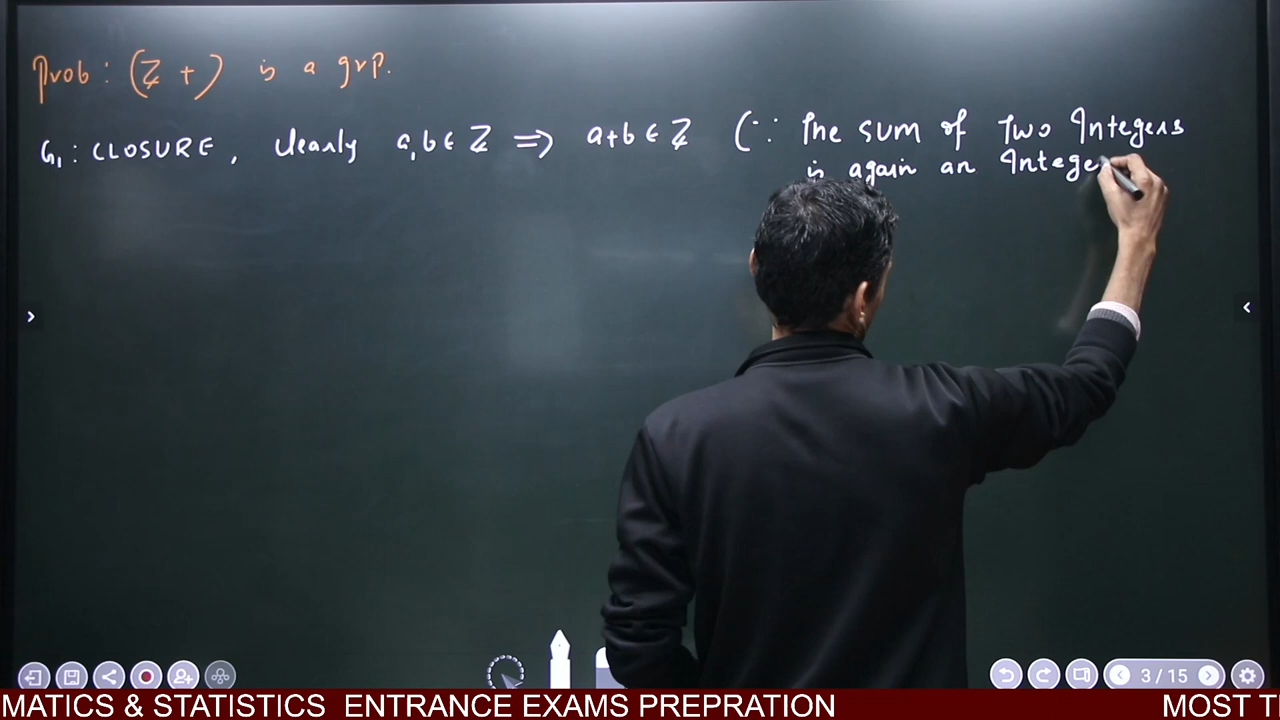 prob: (Z +) is a grp.
G₁: CLOSURE, clearly a,b ∈ Z ⇒ a+b ∈ Z (∵ The sum of Two Integers
is again an Intege
3/15
MATICS & STATISTICS ENTRANCE EXAMS PREPRATION MOST T